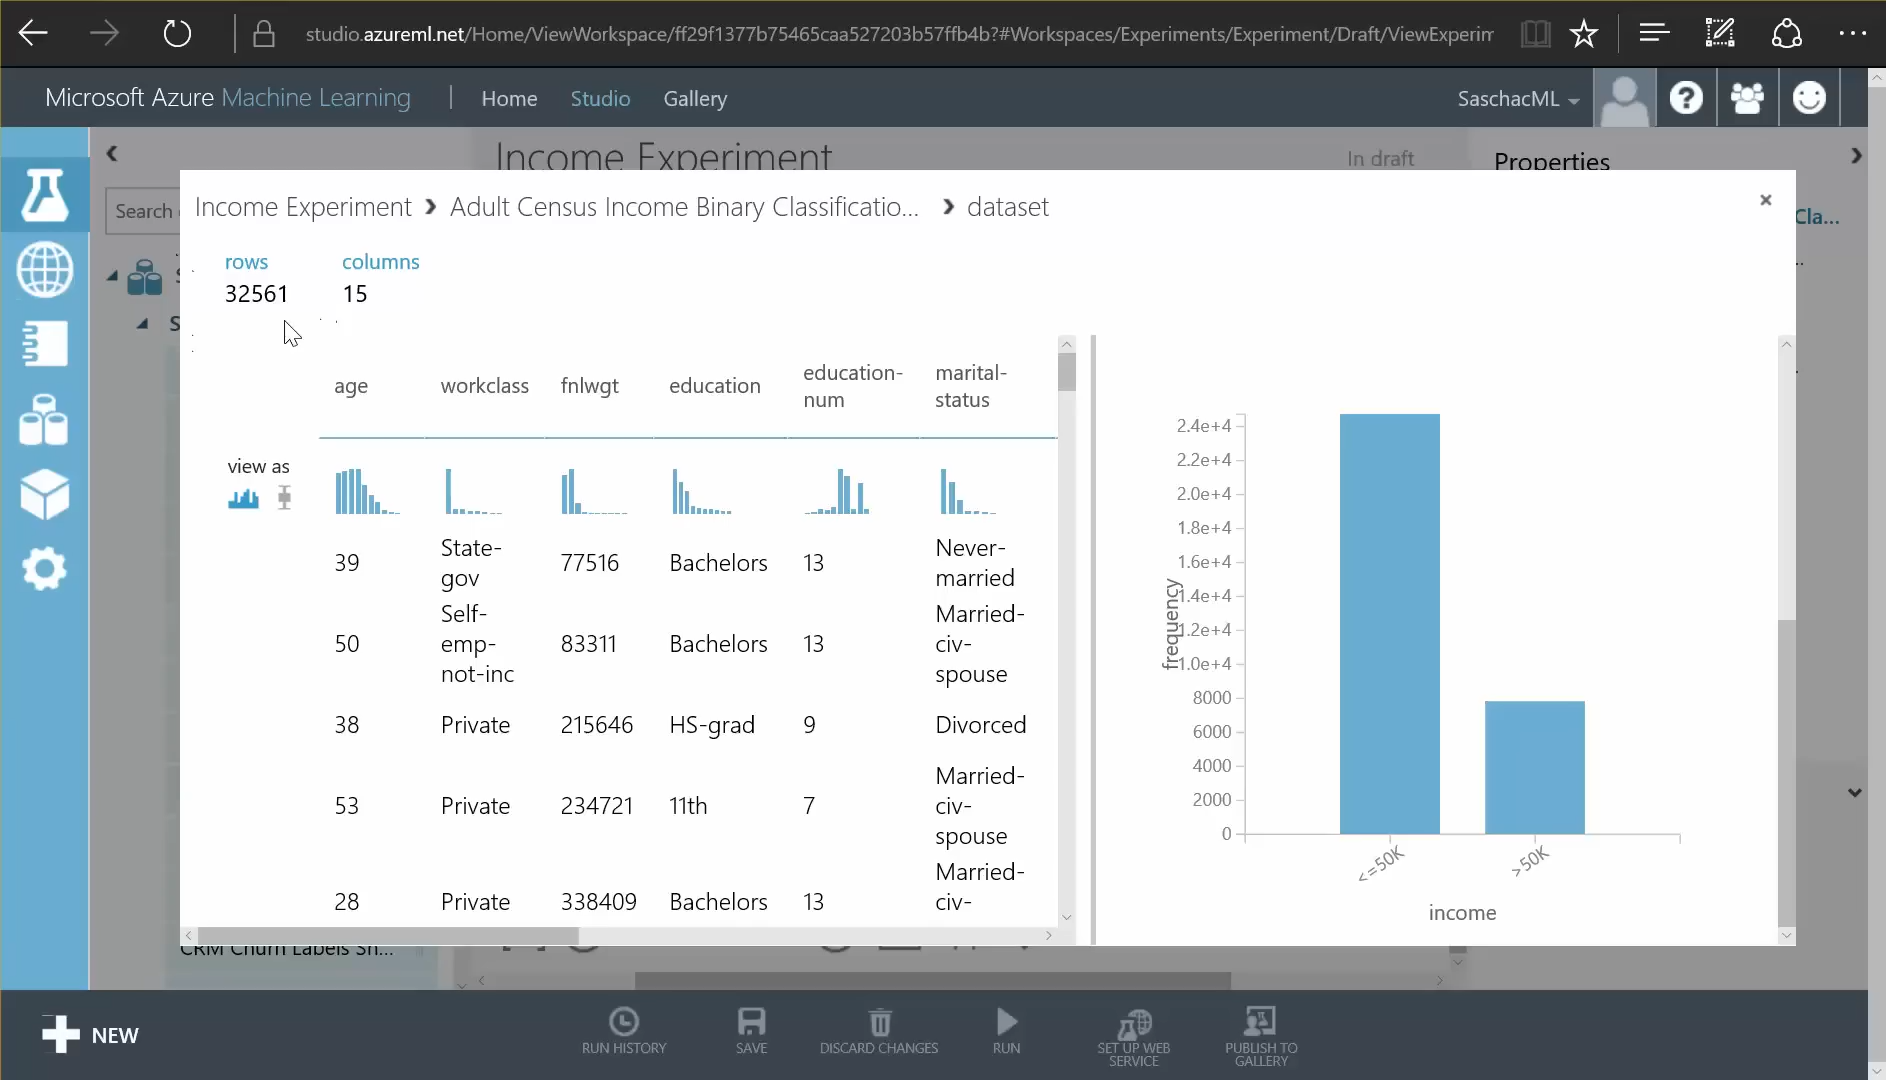 studio.azureml.net/Home/ViewWorkspace/ff29f1377b75465caa527203b57ffb4b?#Workspaces/Experiments/Experiment/Draft/ViewExperim
Microsoft Azure Machine Learning | Home Studio Gallery SaschacML
Income Experiment In draft Properties
Search
Income Experiment > Adult Census Income Binary Classificatio... > dataset
Cla...
rows columns
32561 15
age workclass fnlwgt education education-num marital-status
view as
39 State-gov 77516 Bachelors 13 Never-married
50 Self-emp-not-inc 83311 Bachelors 13 Married-civ-spouse
38 Private 215646 HS-grad 9 Divorced
53 Private 234721 11th 7 Married-civ-spouse
28 Private 338409 Bachelors 13 Married-civ-
frequency
2.4e+4
2.2e+4
2.0e+4
1.8e+4
1.6e+4
1.4e+4
1.2e+4
1.0e+4
8000
6000
4000
2000
0
<=50K >50K
income
CRM Churn Labels Sh...
NEW
RUN HISTORY
SAVE
DISCARD CHANGES
RUN
SET UP WEB SERVICE
PUBLISH TO GALLERY